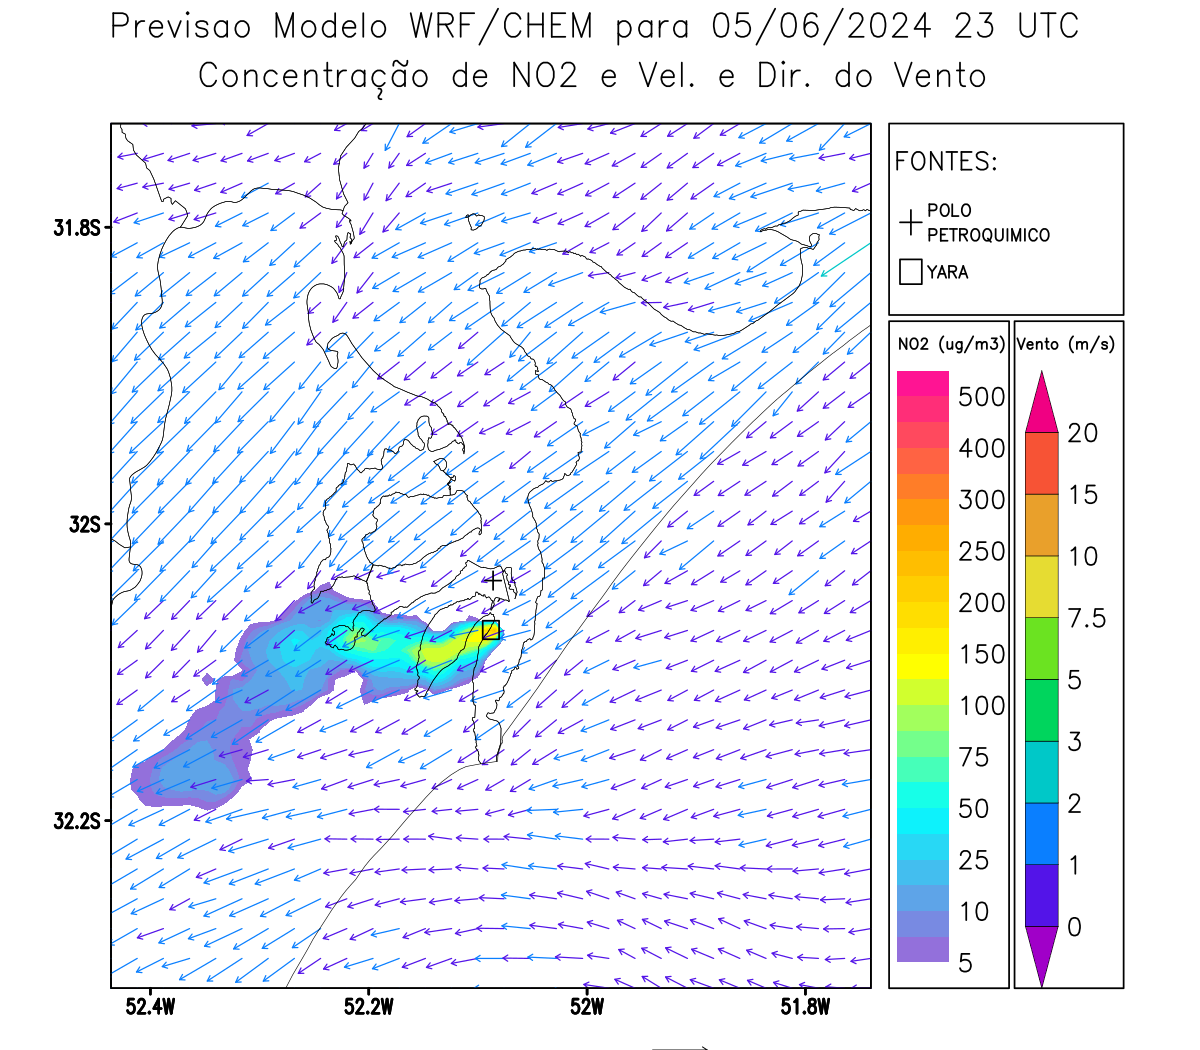 Previsao Modelo WRF/CHEM para 05/06/2024 23 UTC
Concentração de NO2 e Vel. e Dir. do Vento
FONTES:
POLO
PETROQUIMICO
YARA
NO2 (ug/m3)
500
400
300
250
200
150
100
75
50
25
10
5
Vento (m/s)
20
15
10
7.5
5
3
2
1
0
31.8S
32S
32.2S
52.4W
52.2W
52W
51.8W